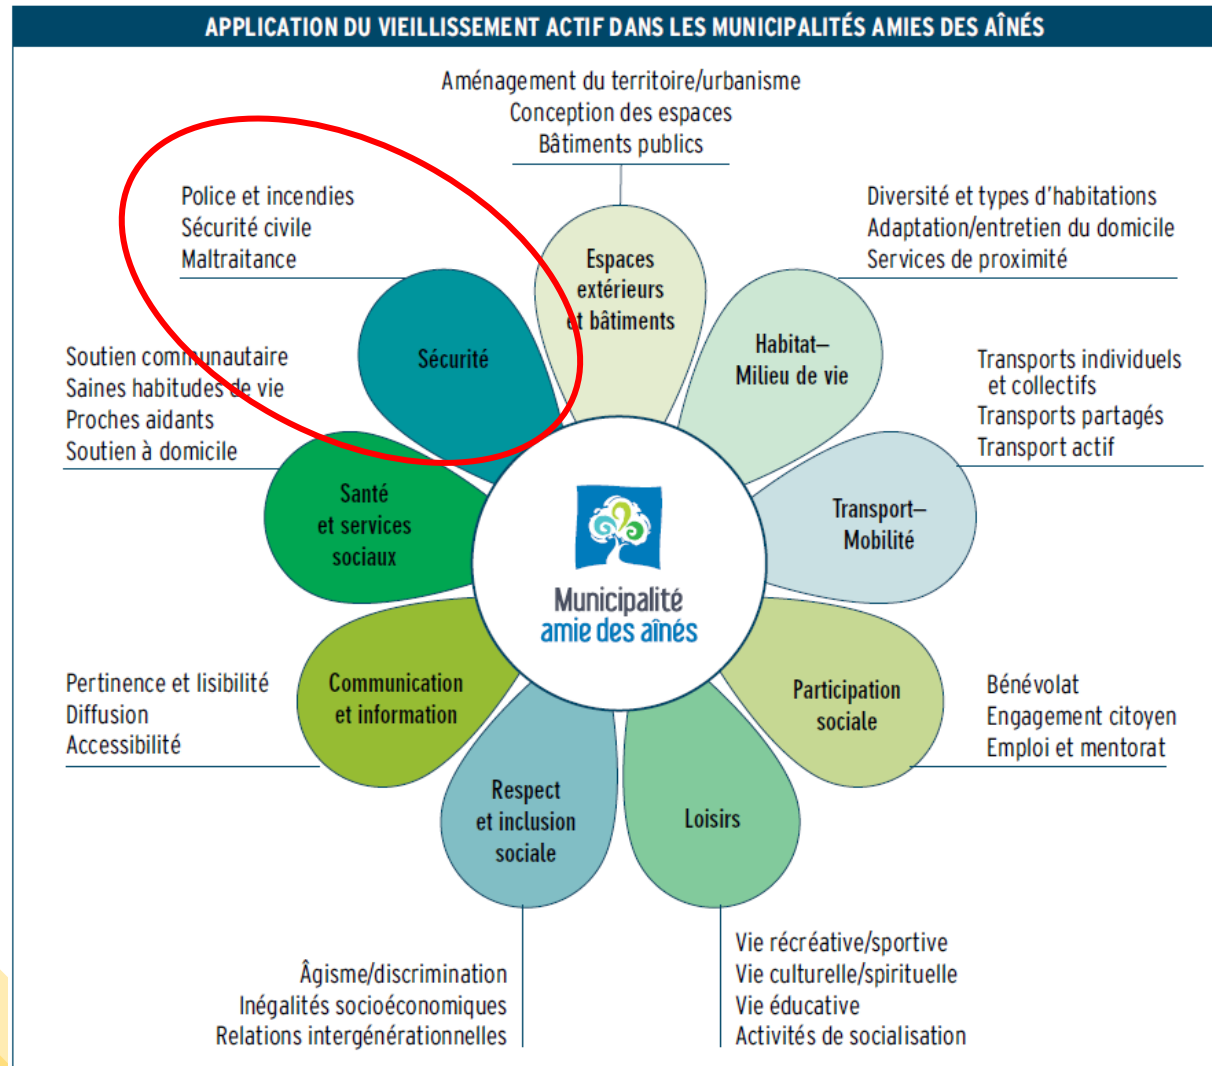 APPLICATION DU VIEILLISSEMENT ACTIF DANS LES MUNICIPALITÉS AMIES DES AÎNÉS
Aménagement du territoire/urbanisme
Conception des espaces
Bâtiments publics
Espaces
extérieurs
et bâtiments
Diversité et types d'habitations
Adaptation/entretien du domicile
Services de proximité
Habitat–
Milieu de vie
Transports individuels
et collectifs
Transports partagés
Transport actif
Transport–
Mobilité
Bénévolat
Engagement citoyen
Emploi et mentorat
Participation
sociale
Loisirs
Vie récréative/sportive
Vie culturelle/spirituelle
Vie éducative
Activités de socialisation
Respect
et inclusion
sociale
Âgisme/discrimination
Inégalités socioéconomiques
Relations intergénérationnelles
Communication
et information
Pertinence et lisibilité
Diffusion
Accessibilité
Santé
et services
sociaux
Soutien communautaire
Saines habitudes de vie
Proches aidants
Soutien à domicile
Sécurité
Police et incendies
Sécurité civile
Maltraitance
Municipalité
amie des aînés